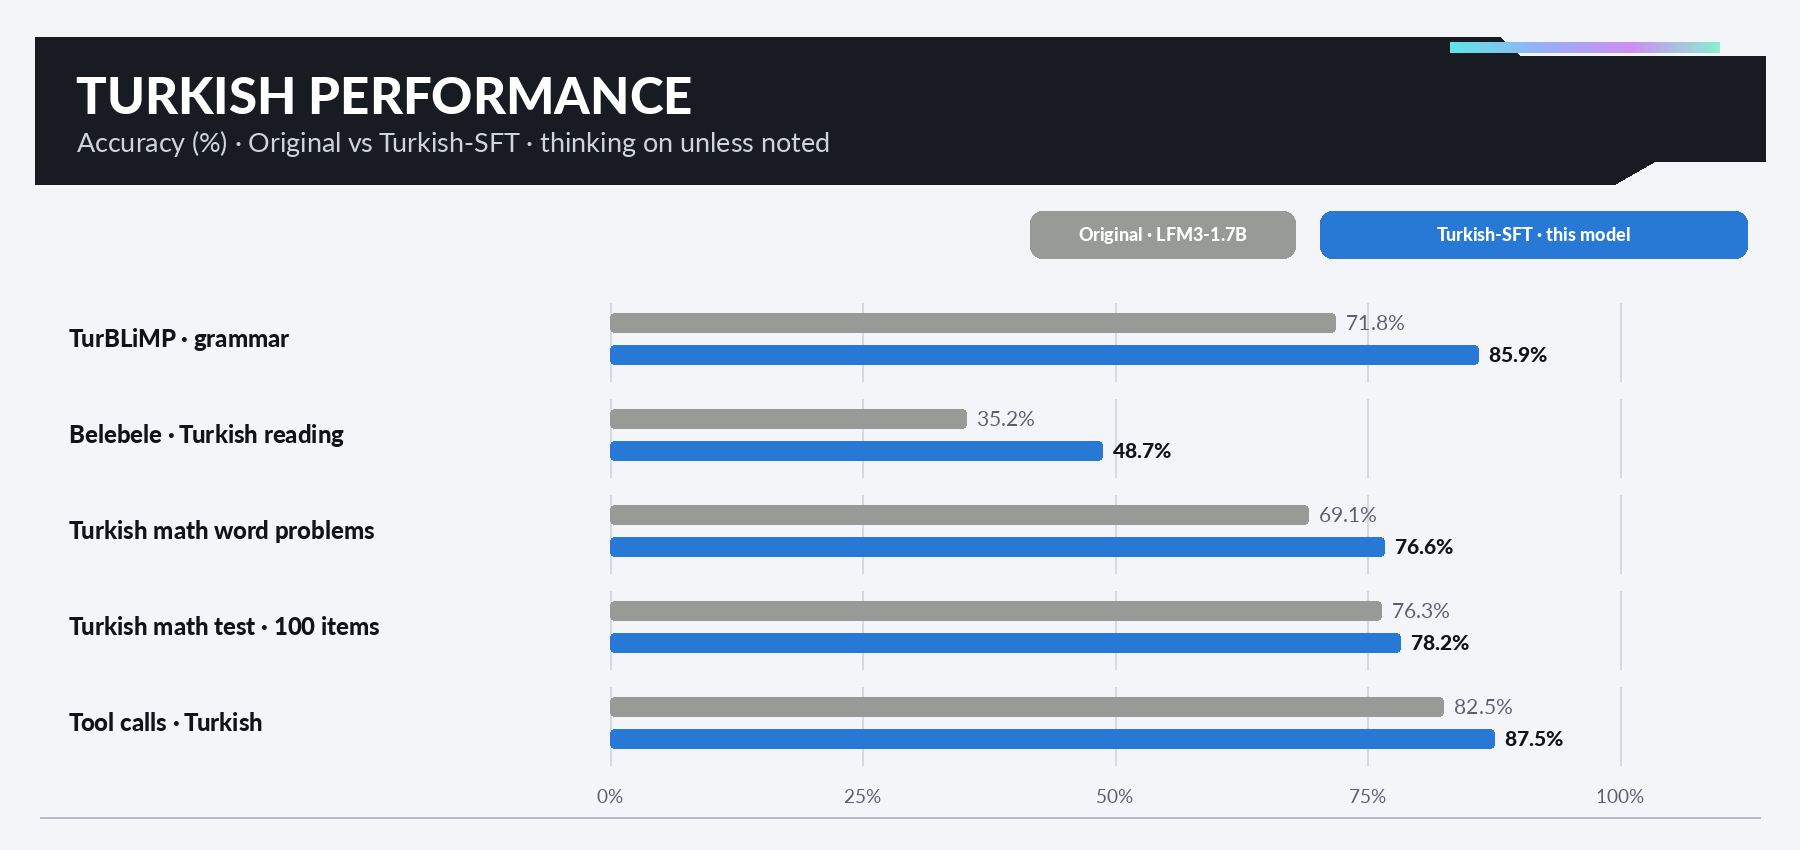 TURKISH PERFORMANCE
Accuracy (%) · Original vs Turkish-SFT · thinking on unless noted
Original · LFM3-1.7B
Turkish-SFT · this model
TurBLiMP · grammar
71.8%
85.9%
Belebele · Turkish reading
35.2%
48.7%
Turkish math word problems
69.1%
76.6%
Turkish math test · 100 items
76.3%
78.2%
Tool calls · Turkish
82.5%
87.5%
0%
25%
50%
75%
100%